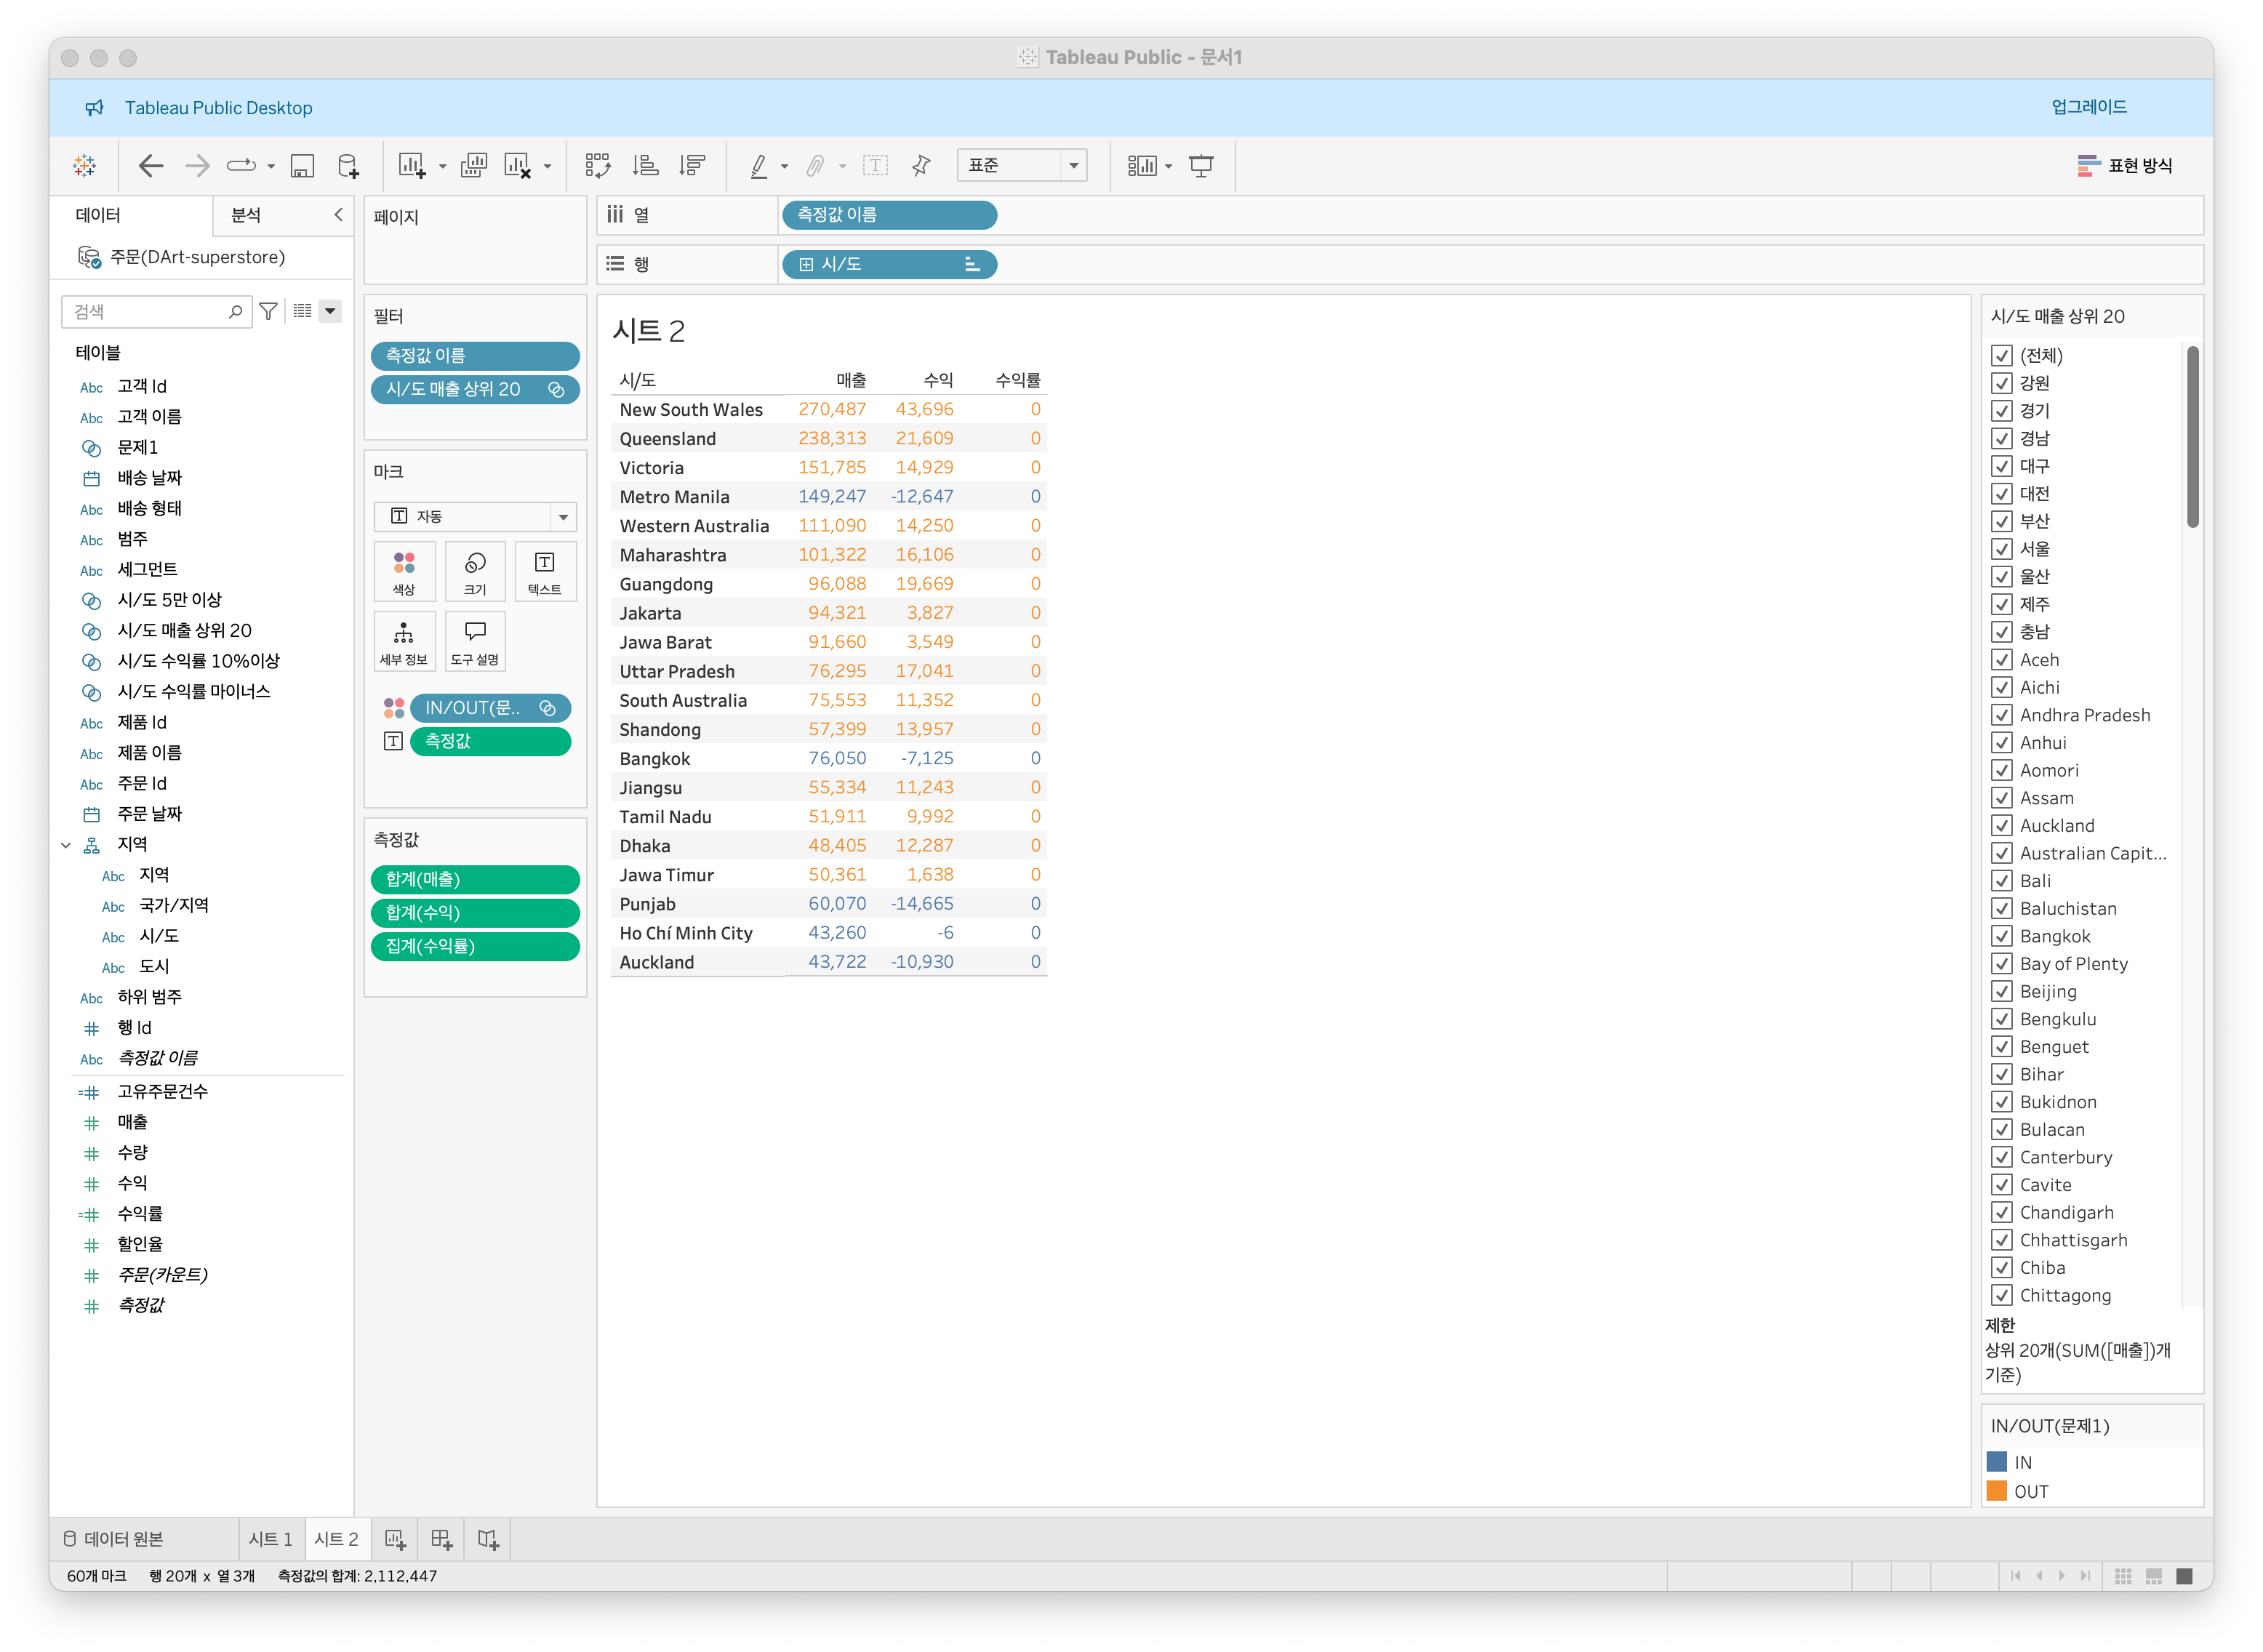 Tableau Public - 문서1
Tableau Public Desktop
업그레이드
표준
표현 방식
데이터
분석
주문(DArt-superstore)
검색
테이블
Abc 고객 Id
Abc 고객 이름
문제1
배송 날짜
Abc 배송 형태
Abc 범주
Abc 세그먼트
시/도 5만 이상
시/도 매출 상위 20
시/도 수익률 10%이상
시/도 수익률 마이너스
Abc 제품 Id
Abc 제품 이름
Abc 주문 Id
주문 날짜
지역
Abc 지역
Abc 국가/지역
Abc 시/도
Abc 도시
Abc 하위 범주
행 Id
Abc 측정값 이름
고유주문건수
매출
수량
수익
수익률
할인율
주문(카운트)
측정값
페이지
필터
측정값 이름
시/도 매출 상위 20
마크
자동
색상 크기 텍스트
세부 정보 도구 설명
IN/OUT(문..
측정값
측정값
합계(매출)
합계(수익)
집계(수익률)
열 측정값 이름
행 시/도
시트 2
시/도 매출 수익 수익률
New South Wales 270,487 43,696 0
Queensland 238,313 21,609 0
Victoria 151,785 14,929 0
Metro Manila 149,247 -12,647 0
Western Australia 111,090 14,250 0
Maharashtra 101,322 16,106 0
Guangdong 96,088 19,669 0
Jakarta 94,321 3,827 0
Jawa Barat 91,660 3,549 0
Uttar Pradesh 76,295 17,041 0
South Australia 75,553 11,352 0
Shandong 57,399 13,957 0
Bangkok 76,050 -7,125 0
Jiangsu 55,334 11,243 0
Tamil Nadu 51,911 9,992 0
Dhaka 48,405 12,287 0
Jawa Timur 50,361 1,638 0
Punjab 60,070 -14,665 0
Ho Chí Minh City 43,260 -6 0
Auckland 43,722 -10,930 0
시/도 매출 상위 20
(전체)
강원
경기
경남
대구
대전
부산
서울
울산
제주
충남
Aceh
Aichi
Andhra Pradesh
Anhui
Aomori
Assam
Auckland
Australian Capit...
Bali
Baluchistan
Bangkok
Bay of Plenty
Beijing
Bengkulu
Benguet
Bihar
Bukidnon
Bulacan
Canterbury
Cavite
Chandigarh
Chhattisgarh
Chiba
Chittagong
제한
상위 20개(SUM([매출])개
기준)
IN/OUT(문제1)
IN
OUT
데이터 원본
시트 1
시트 2
60개 마크 행 20개 x 열 3개 측정값의 합계: 2,112,447